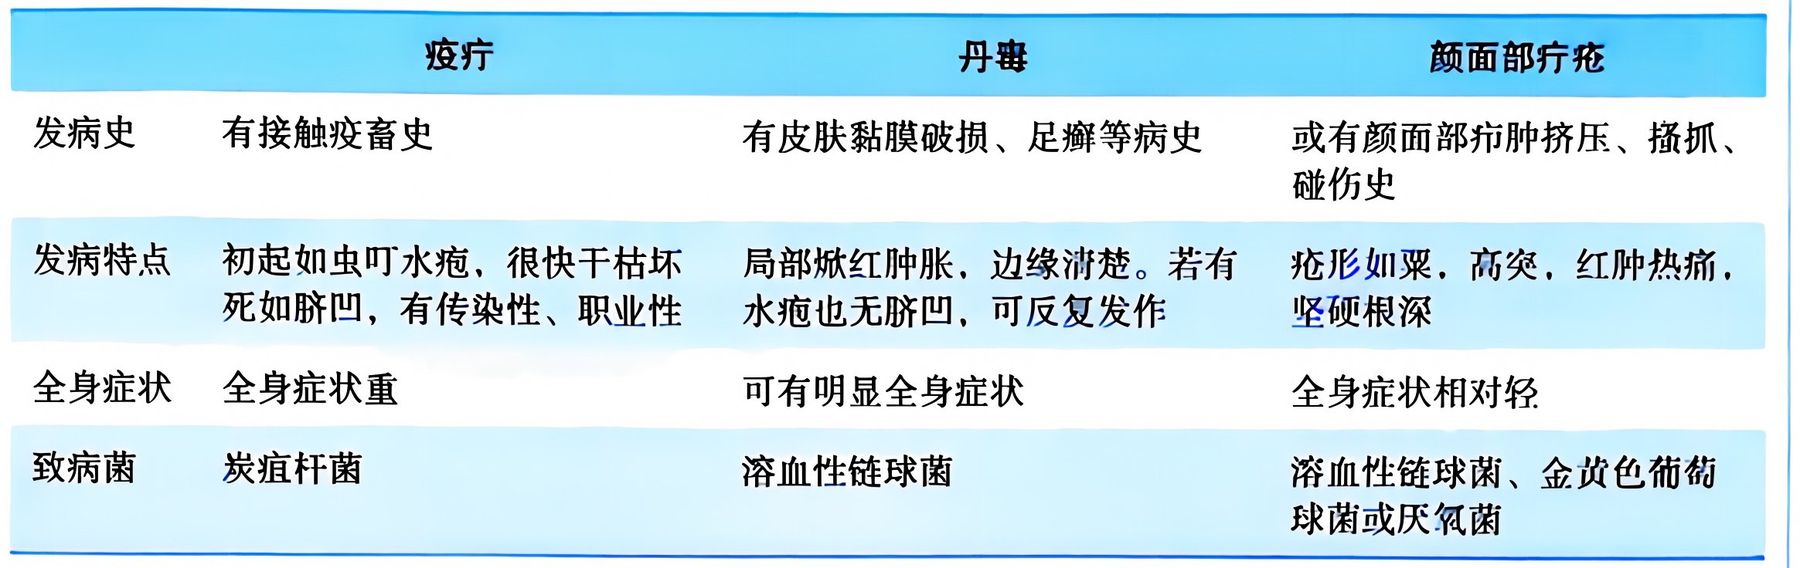 疫疔 丹毒 颜面部疔疮
发病史 有接触疫畜史 有皮肤黏膜破损、足癣等病史 或有颜面部疖肿挤压、搔抓、
碰伤史
发病特点 初起如虫叮水疱，很快干枯坏 局部焮红肿胀，边缘清楚。若有 疮形如粟，高突，红肿热痛，
死如脐凹，有传染性、职业性 水疱也无脐凹，可反复发作 坚硬根深
全身症状 全身症状重 可有明显全身症状 全身症状相对轻
致病菌 炭疽杆菌 溶血性链球菌 溶血性链球菌、金黄色葡萄
球菌或厌氧菌